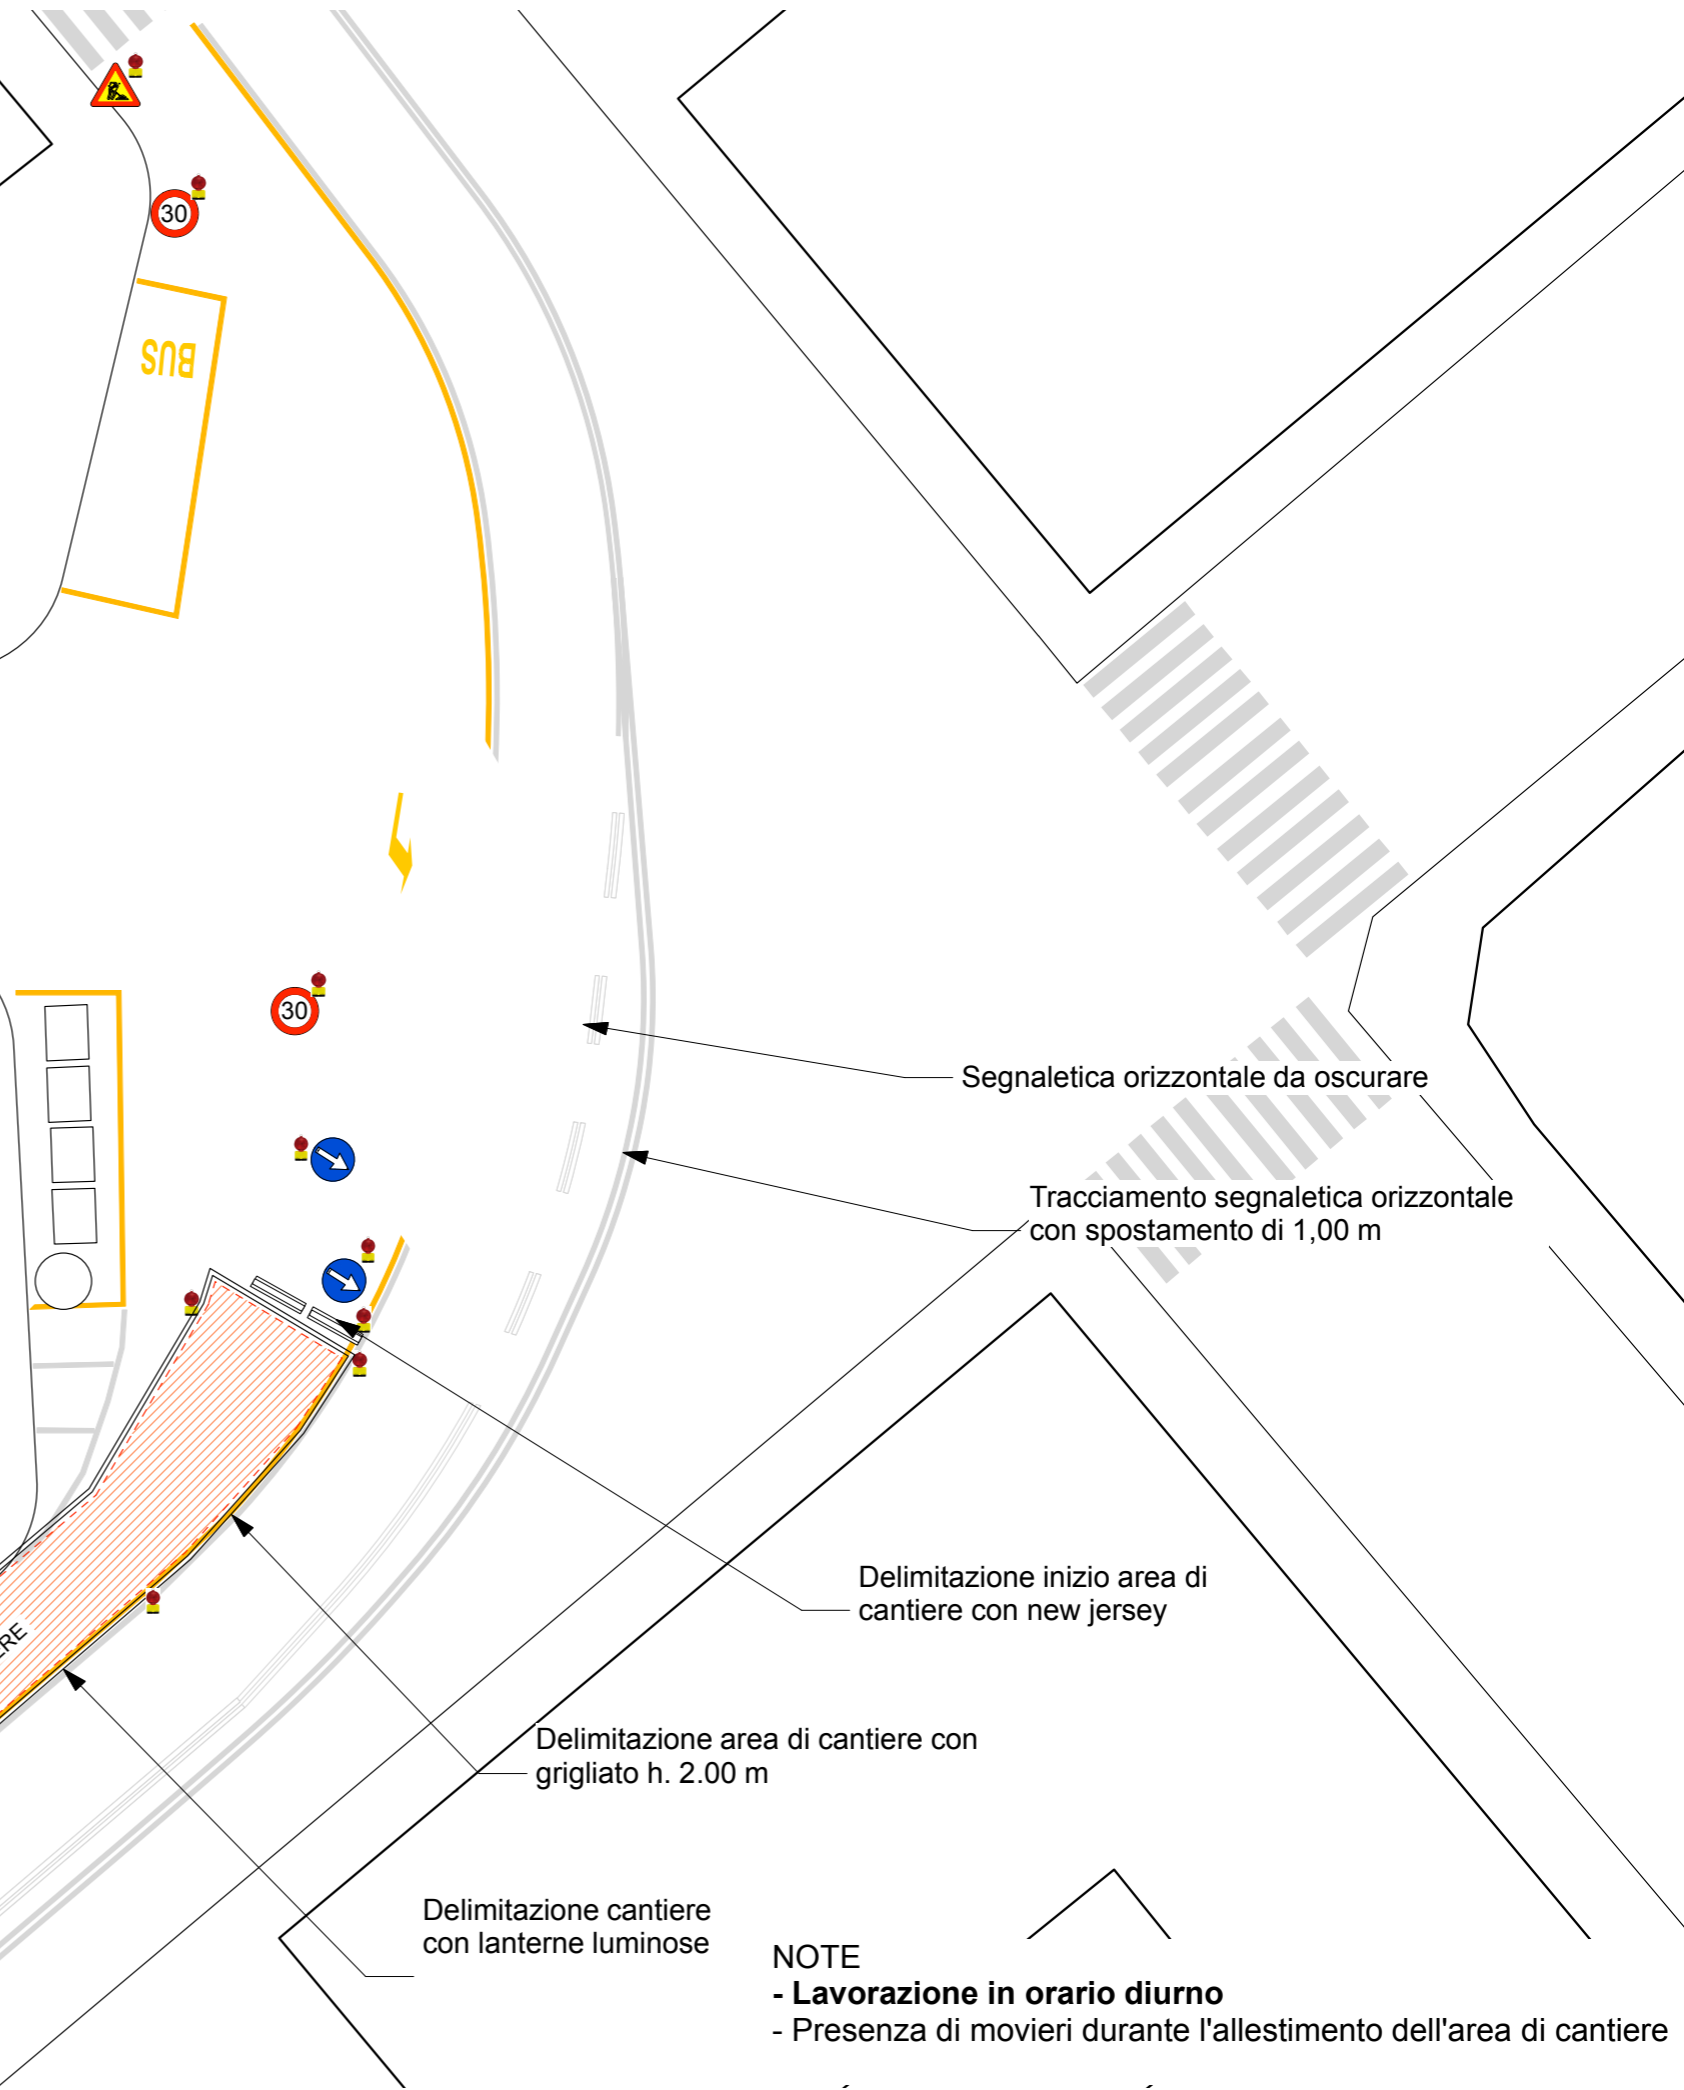 30
BUS
30
Segnaletica orizzontale da oscurare
Tracciamento segnaletica orizzontale
con spostamento di 1,00 m
Delimitazione inizio area di
cantiere con new jersey
Delimitazione area di cantiere con
grigliato h. 2.00 m
Delimitazione cantiere
con lanterne luminose
NOTE
- Lavorazione in orario diurno
- Presenza di movieri durante l'allestimento dell'area di cantiere